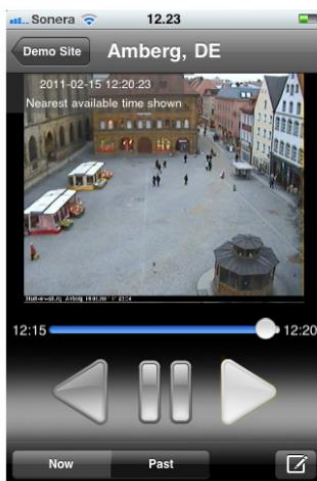 Sonera 12.23
Demo Site Amberg, DE
2011-02-15 12:20:23
Nearest available time shown
12:15 12:20
Now Past